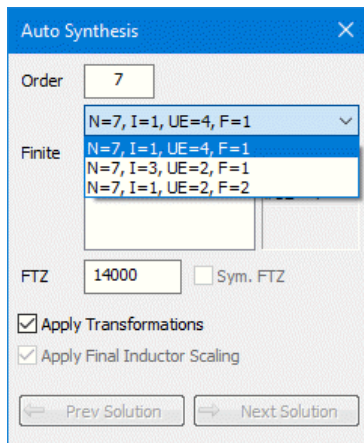 Auto Synthesis
Order 7
N=7, I=1, UE=4, F=1
Finite
N=7, I=1, UE=4, F=1
N=7, I=3, UE=2, F=1
N=7, I=1, UE=2, F=2
FTZ 14000 Sym. FTZ
Apply Transformations
Apply Final Inductor Scaling
Prev Solution Next Solution